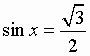 sin x = √3/2